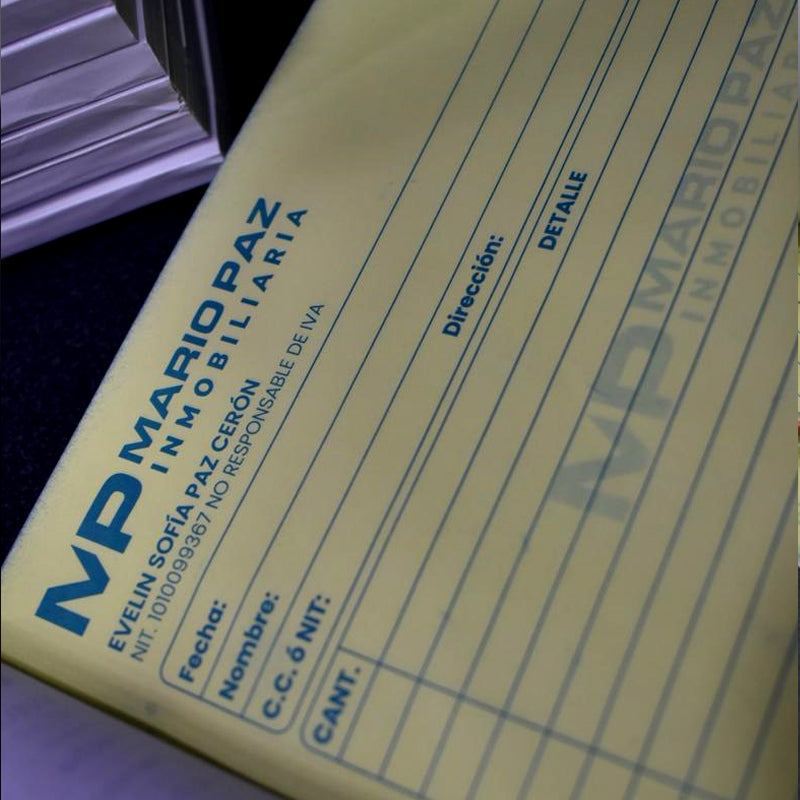 MP MARIO PAZ
INMOBILIARIA
EVELIN SOFÍA PAZ CERÓN
NIT. 1010099367 NO RESPONSABLE DE IVA
Fecha:
Nombre:
C.C. ó NIT:
Dirección:
CANT.
DETALLE
MP MARIO PAZ
INMOBILIAR